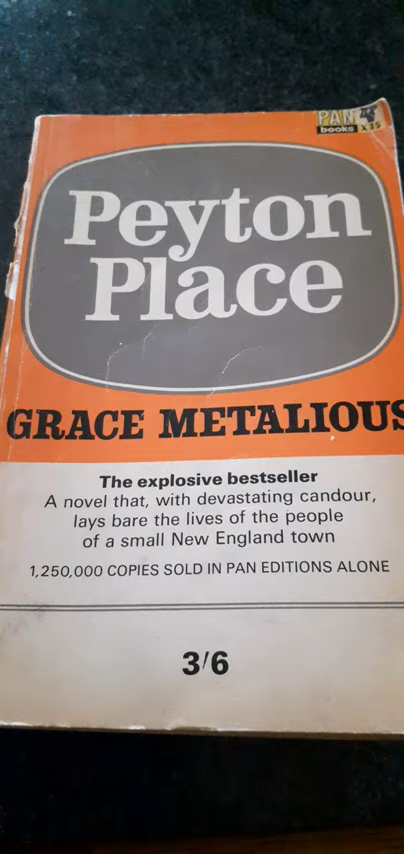 PAN
books X35
Peyton
Place
GRACE METALIOUS
The explosive bestseller
A novel that, with devastating candour,
lays bare the lives of the people
of a small New England town
1,250,000 COPIES SOLD IN PAN EDITIONS ALONE
3/6